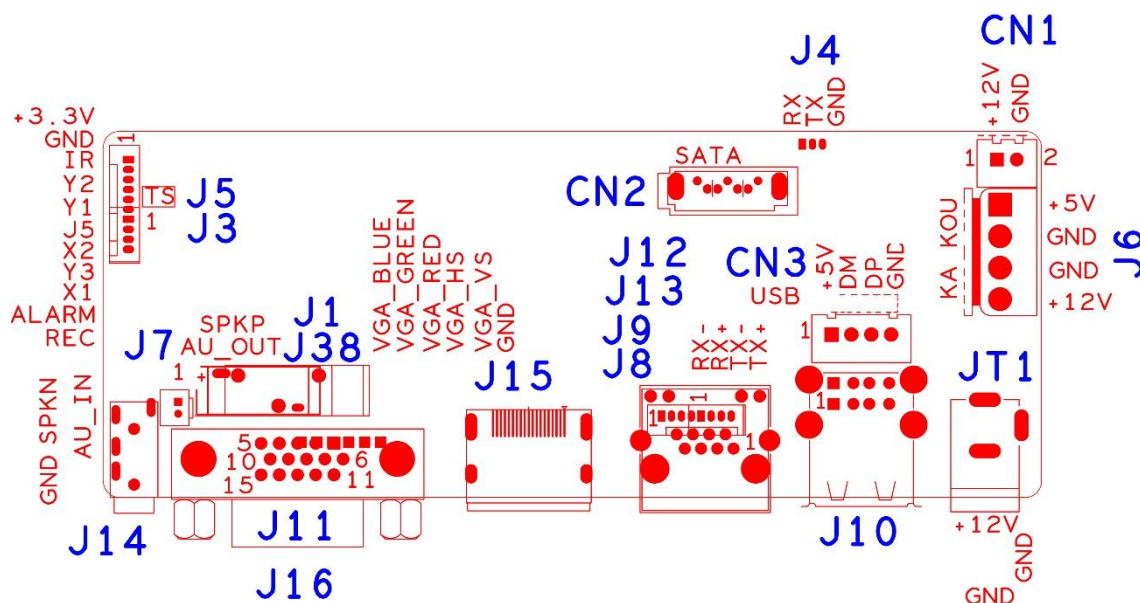 CN1
J4
+12V
GND
RX
TX
GND
+3.3V
GND
IR
Y2
Y1
J5
X2
Y3
X1
ALARM
REC
1
TS
1
J5
J3
SATA
CN2
1
2
KA KOU
+5V
GND
GND
+12V
J6
J12
J13
J9
J8
CN3
USB
+5V
DM
DP
GND
1
1
VGA_BLUE
VGA_GREEN
VGA_RED
VGA_HS
VGA_VS
GND
J1
J38
SPKP
AU_OUT
J7
1
+
GND SPKN
AU_IN
J15
RX-
RX+
TX-
TX+
1
1
1
JT1
5
10
15
6
11
J14
J11
J16
J10
+12V
GND
GND